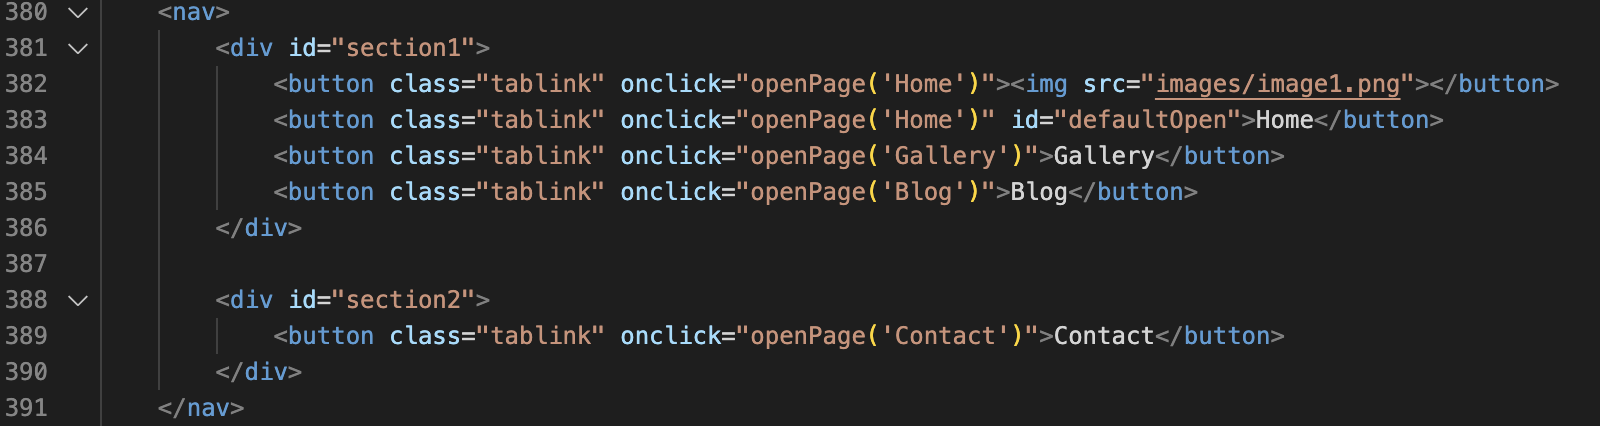 380 <nav>
381 <div id="section1">
382 <button class="tablink" onclick="openPage('Home')"><img src="images/image1.png"></button>
383 <button class="tablink" onclick="openPage('Home')" id="defaultOpen">Home</button>
384 <button class="tablink" onclick="openPage('Gallery')">Gallery</button>
385 <button class="tablink" onclick="openPage('Blog')">Blog</button>
386 </div>
387
388 <div id="section2">
389 <button class="tablink" onclick="openPage('Contact')">Contact</button>
390 </div>
391 </nav>